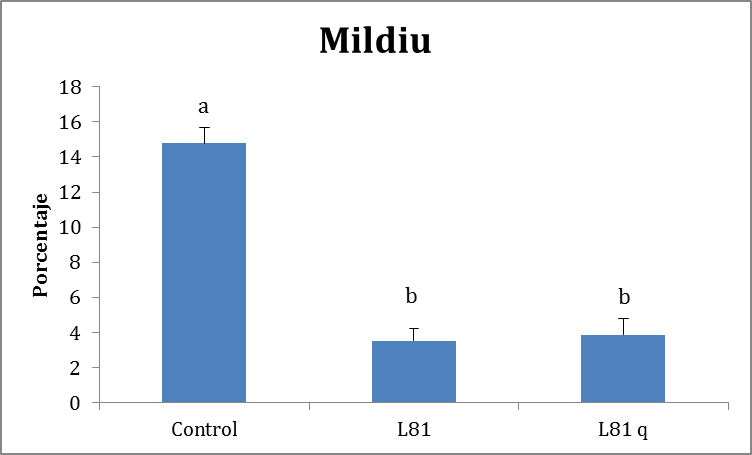 Mildiu
Porcentaje
18
16
14
12
10
8
6
4
2
0
a
b
b
Control
L81
L81 q